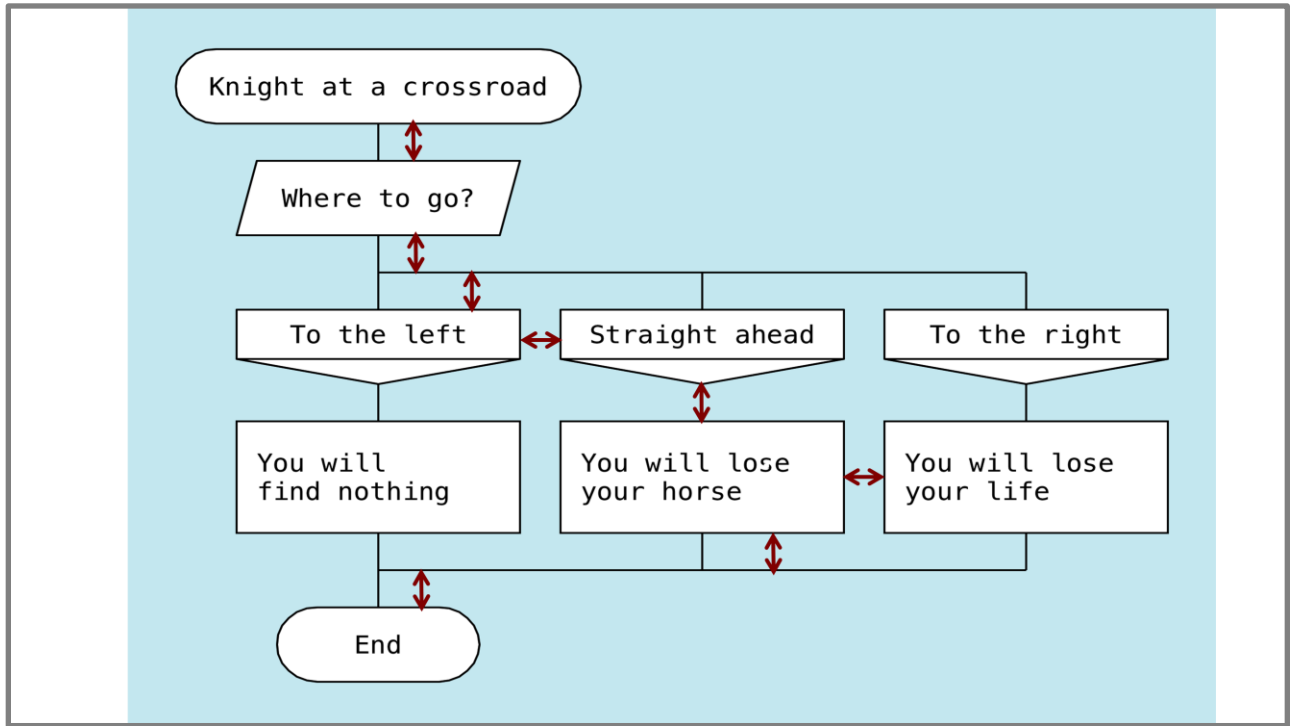 Knight at a crossroad
Where to go?
To the left
Straight ahead
To the right
You will
find nothing
You will lose
your horse
You will lose
your life
End